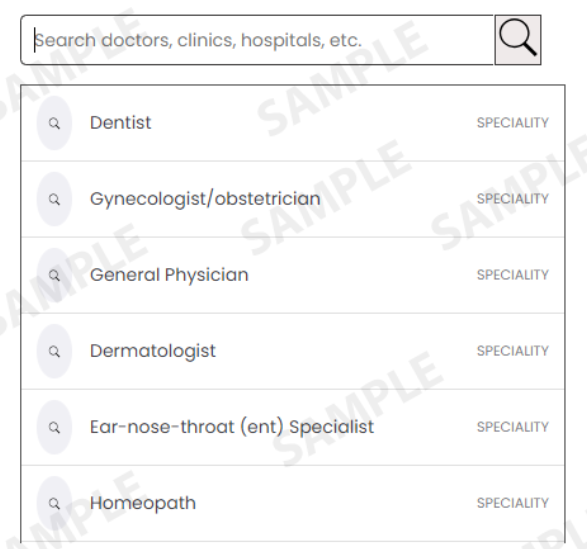 Search doctors, clinics, hospitals, etc.
Dentist SPECIALITY
Gynecologist/obstetrician SPECIALITY
General Physician SPECIALITY
Dermatologist SPECIALITY
Ear-nose-throat (ent) Specialist SPECIALITY
Homeopath SPECIALITY
SAMPLE
SAMPLE
SAMPLE
SAMPLE
SAMPLE
SAMPLE
SAMPLE
SAMPLE